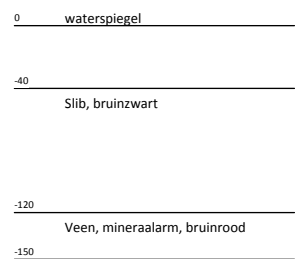 0 waterspiegel
-40
Slib, bruinzwart
-120
Veen, mineraalarm, bruinrood
-150